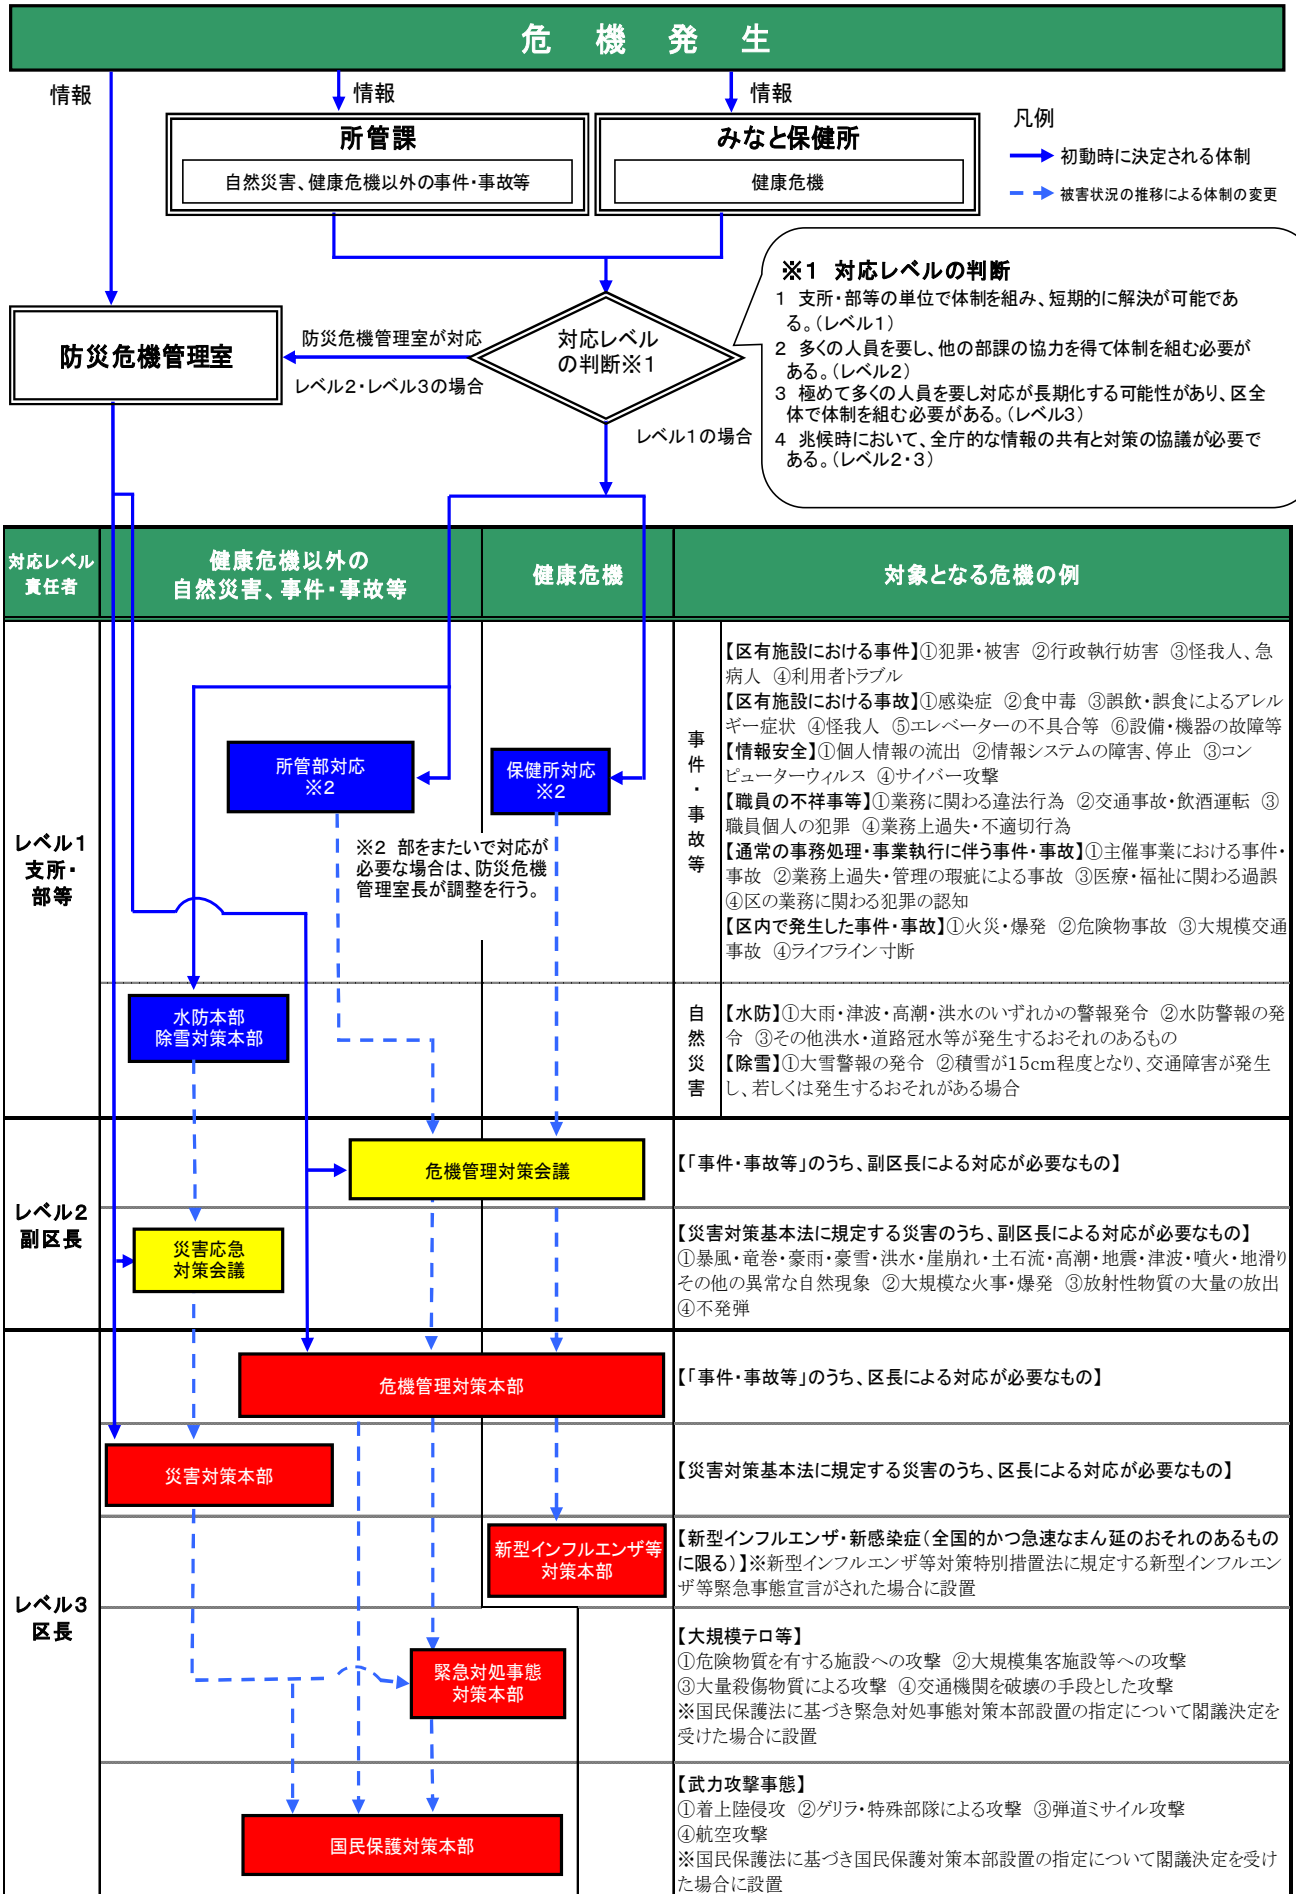 危機発生
情報
情報
情報
所管課
自然災害、健康危機以外の事件・事故等
みなと保健所
健康危機
凡例
初動時に決定される体制
被害状況の推移による体制の変更
※1 対応レベルの判断
1 支所・部等の単位で体制を組み、短期的に解決が可能であ
る。(レベル1)
2 多くの人員を要し、他の部課の協力を得て体制を組む必要が
ある。(レベル2)
3 極めて多くの人員を要し対応が長期化する可能性があり、区全
体で体制を組む必要がある。(レベル3)
4 兆候時において、全庁的な情報の共有と対策の協議が必要で
ある。(レベル2・3)
防災危機管理室
防災危機管理室が対応
レベル2・レベル3の場合
対応レベル
の判断※1
レベル1の場合
対応レベル
責任者
健康危機以外の
自然災害、事件・事故等
健康危機
対象となる危機の例
レベル1
支所・
部等
所管部対応
※2
保健所対応
※2
※2 部をまたいで対応が
必要な場合は、防災危機
管理室長が調整を行う。
事件・事故等
【区有施設における事件】①犯罪・被害 ②行政執行妨害 ③怪我人、急
病人 ④利用者トラブル
【区有施設における事故】①感染症 ②食中毒 ③誤飲・誤食によるアレル
ギー症状 ④怪我人 ⑤エレベーターの不具合等 ⑥設備・機器の故障等
【情報安全】①個人情報の流出 ②情報システムの障害、停止 ③コン
ピューターウィルス ④サイバー攻撃
【職員の不祥事等】①業務に関わる違法行為 ②交通事故・飲酒運転 ③
職員個人の犯罪 ④業務上過失・不適切行為
【通常の事務処理・事業執行に伴う事件・事故】①主催事業における事件・
事故 ②業務上過失・管理の瑕疵による事故 ③医療・福祉に関わる過誤
④区の業務に関わる犯罪の認知
【区内で発生した事件・事故】①火災・爆発 ②危険物事故 ③大規模交通
事故 ④ライフライン寸断
水防本部
除雪対策本部
自然災害
【水防】①大雨・津波・高潮・洪水のいずれかの警報発令 ②水防警報の発
令 ③その他洪水・道路冠水等が発生するおそれのあるもの
【除雪】①大雪警報の発令 ②積雪が15cm程度となり、交通障害が発生
し、若しくは発生するおそれがある場合
レベル2
副区長
危機管理対策会議
【「事件・事故等」のうち、副区長による対応が必要なもの】
災害応急
対策会議
【災害対策基本法に規定する災害のうち、副区長による対応が必要なもの】
①暴風・竜巻・豪雨・豪雪・洪水・崖崩れ・土石流・高潮・地震・津波・噴火・地滑り
その他の異常な自然現象 ②大規模な火事・爆発 ③放射性物質の大量の放出
④不発弾
レベル3
区長
危機管理対策本部
【「事件・事故等」のうち、区長による対応が必要なもの】
災害対策本部
【災害対策基本法に規定する災害のうち、区長による対応が必要なもの】
新型インフルエンザ等
対策本部
【新型インフルエンザ・新感染症(全国的かつ急速なまん延のおそれのあるもの
に限る)】※新型インフルエンザ等対策特別措置法に規定する新型インフルエン
ザ等緊急事態宣言がされた場合に設置
緊急対処事態
対策本部
【大規模テロ等】
①危険物質を有する施設への攻撃 ②大規模集客施設等への攻撃
③大量殺傷物質による攻撃 ④交通機関を破壊の手段とした攻撃
※国民保護法に基づき緊急対処事態対策本部設置の指定について閣議決定を
受けた場合に設置
国民保護対策本部
【武力攻撃事態】
①着上陸侵攻 ②ゲリラ・特殊部隊による攻撃 ③弾道ミサイル攻撃
④航空攻撃
※国民保護法に基づき国民保護対策本部設置の指定について閣議決定を受け
た場合に設置